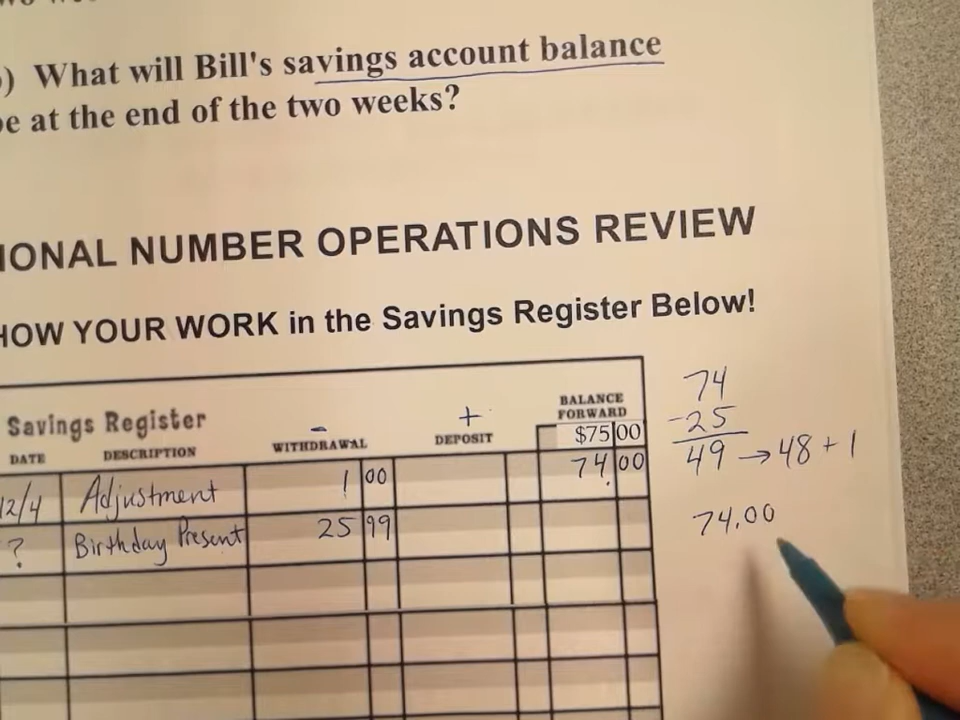 ) What will Bill's savings account balance
be at the end of the two weeks?
IONAL NUMBER OPERATIONS REVIEW
HOW YOUR WORK in the Savings Register Below!
Savings Register
DATE DESCRIPTION - WITHDRAWAL + DEPOSIT BALANCE FORWARD
$75 00
12/4 Adjustment 1 00 74. 00
? Birthday Present 25 99
74
-25
49 → 48 + 1
74.00